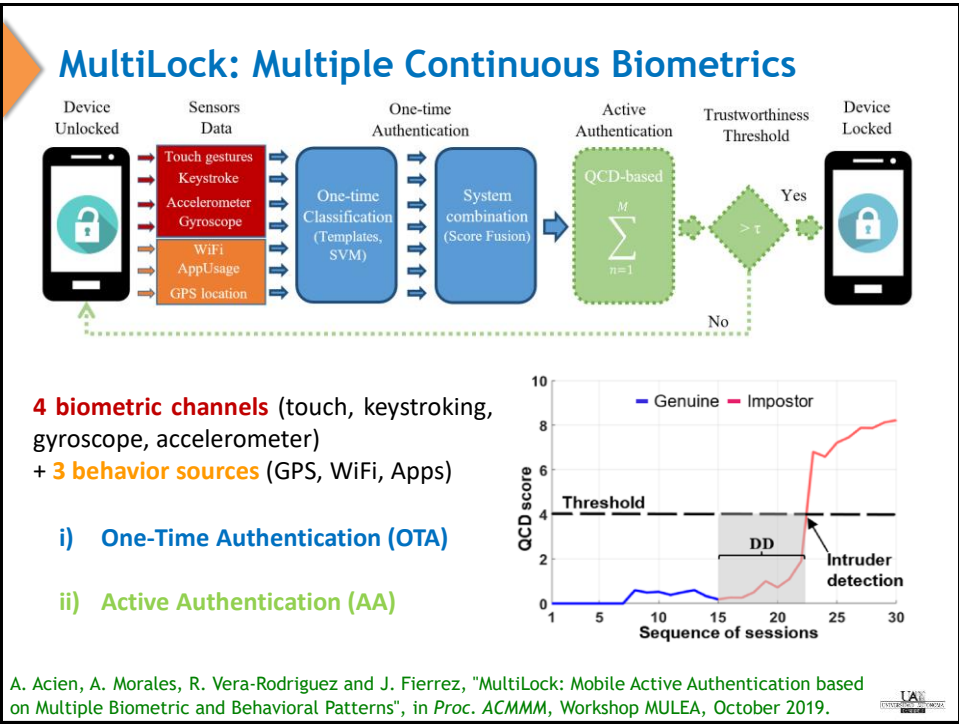 MultiLock: Multiple Continuous Biometrics
Device
Unlocked
Sensors
Data
One-time
Authentication
Active
Authentication
Trustworthiness
Threshold
Device
Locked
Touch gestures
Keystroke
Accelerometer
Gyroscope
WiFi
AppUsage
GPS location
One-time
Classification
(Templates,
SVM)
System
combination
(Score Fusion)
QCD-based
M
∑
n=1
> τ
Yes
No
4 biometric channels (touch, keystroking,
gyroscope, accelerometer)
+ 3 behavior sources (GPS, WiFi, Apps)
i) One-Time Authentication (OTA)
ii) Active Authentication (AA)
Genuine Impostor
QCD score
10
8
6
4
2
0
Threshold
DD
Intruder
detection
1 5 10 15 20 25 30
Sequence of sessions
A. Acien, A. Morales, R. Vera-Rodriguez and J. Fierrez, "MultiLock: Mobile Active Authentication based
on Multiple Biometric and Behavioral Patterns", in Proc. ACMMM, Workshop MULEA, October 2019.
UAM